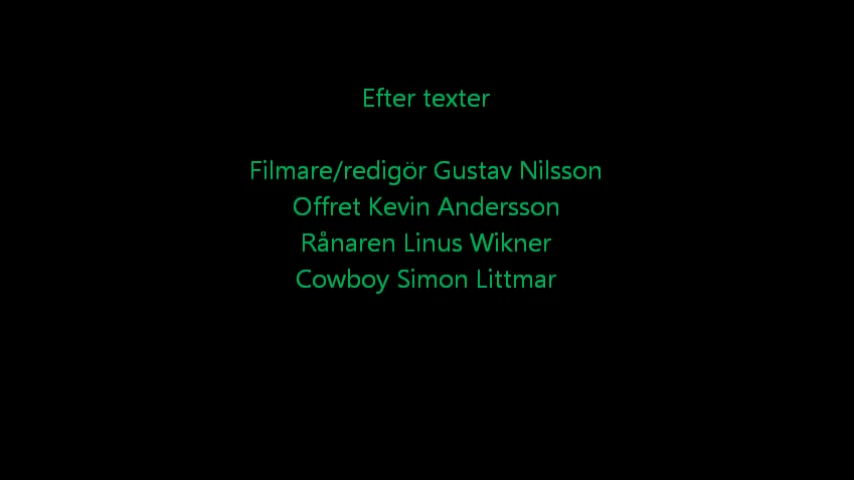 Efter texter
Filmare/redigör Gustav Nilsson
Offret Kevin Andersson
Rånaren Linus Wikner
Cowboy Simon Littmar